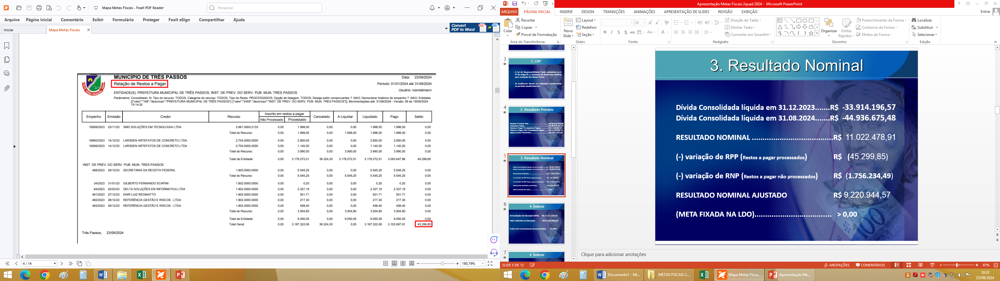 Mapa Metas Fiscais - Foxit PDF Reader
Pesquisar
Arquivo Página Inicial Comentário Exibir Formulário Proteger Foxit eSign Compartilhar Ajuda
Iniciar
Mapa Metas Fiscais
Convert PDF to Word
MUNICÍPIO DE TRÊS PASSOS
Relação de Restos a Pagar
Data: 23/09/2024
Período: 01/01/2024 até 31/08/2024
Usuário: ivandalmann
ENTIDADE(S): PREFEITURA MUNICIPAL DE TRÊS PASSOS, INST. DE PREV. DO SERV. PUB. MUN. TRES PASSOS
Parâmetros: Consolidado: N; Tipo do recurso: TODOS; Categoria do recurso: TODOS; Tipo do Resto: PROCESSADOS; Opção de listagem: TODOS; Deseja exibir comprovantes ?: NAO; Demonstrar histórico do empenho ?: NAO; Entidade:
[{"valor":"168","descricao":"PREFEITURA MUNICIPAL DE TRÊS PASSOS"},{"valor":"2409","descricao":"INST. DE PREV. DO SERV. PUB. MUN. TRES PASSOS"}]; Movimentações até: 31/08/2024 - Versão: 59 de 19/09/2024
15:14:25
Empenho Emissão Credor Recurso Inscrito em restos a pagar Cancelado A Liquidar Liquidado Pago Saldo
Não Processado Processado
15658/2023 23/11/23 SMD SOLUÇÕES EM TECNOLOGIA LTDA 2.661.0000.2133 0,00 1.998,00 0,00 0,00 1.998,00 1.998,00 0,00
Total do Recurso: 0,00 1.998,00 0,00 1.998,00 1.998,00 1.998,00 0,00
16892/2023 14/12/23 LARSSEN ARTEFATOS DE CONCRETO LTDA 2.704.0000.0000 0,00 2.850,00 0,00 0,00 2.850,00 2.850,00 0,00
16906/2023 14/12/23 LARSSEN ARTEFATOS DE CONCRETO LTDA 2.704.0000.0000 0,00 1.140,00 0,00 0,00 1.140,00 1.140,00 0,00
Total do Recurso: 0,00 3.990,00 0,00 3.990,00 3.990,00 3.990,00 0,00
Total da Entidade: 0,00 3.178.272,01 39.324,30 3.178.272,01 3.178.272,01 3.093.647,86 45.299,85
INST. DE PREV. DO SERV. PUB. MUN. TRES PASSOS
498/2023 29/12/23 SECRETARIA DA RECEITA FEDERAL 1.800.0000.0000 0,00 5.545,25 0,00 0,00 5.545,25 5.545,25 0,00
Total do Recurso: 0,00 5.545,25 0,00 5.545,25 5.545,25 5.545,25 0,00
34/2023 31/01/23 GILBERTO FERNANDO SCAPINI 1.802.0000.0000 0,00 0,20 0,00 0,00 0,20 0,20 0,00
84/2023 20/03/23 DELTA SOLUÇÕES EM INFORMATICA LTDA 1.802.0000.0000 0,00 2.327,19 0,00 0,00 2.327,19 2.327,19 0,00
481/2023 27/12/23 ENIR LUIZ REGINATTO 1.802.0000.0000 0,00 501,71 0,00 0,00 501,71 501,71 0,00
482/2023 28/12/23 REFERÊNCIA GESTÃO E RISCOS - LTDA 1.802.0000.0000 0,00 217,30 0,00 0,00 217,30 217,30 0,00
483/2023 29/12/23 REFERÊNCIA GESTÃO E RISCOS - LTDA 1.802.0000.0000 0,00 458,40 0,00 0,00 458,40 458,40 0,00
Total do Recurso: 0,00 3.504,80 0,00 3.504,80 3.504,80 3.504,80 0,00
Total da Entidade: 0,00 9.050,05 0,00 9.050,05 9.050,05 9.050,05 0,00
Total Geral: 0,00 3.187.322,06 39.324,30 0,00 3.187.322,06 3.102.697,91 45.299,85
Três Passos, 23/09/2024
4 / 14
190,79%
Apresentação Metas Fiscais 2quad 2024 - Microsoft PowerPoint
ARQUIVO PÁGINA INICIAL INSERIR DESIGN TRANSIÇÕES ANIMAÇÕES APRESENTAÇÃO DE SLIDES REVISÃO EXIBIÇÃO
Entrar
Colar
Recortar
Copiar
Pincel de Formatação
Área de Transferência
Novo Slide
Layout
Redefinir
Seção
Slides
20
Fonte
Direção do Texto
Alinhar Texto
Converter em SmartArt
Parágrafo
Organizar
Estilos Rápidos
Preenchimento da Forma
Contorno da Forma
Efeitos de Forma
Desenho
Localizar
Substituir
Selecionar
Edição
3
1. LRF
- A Lei de Responsabilidade Fiscal, estabelece no § 4º do artigo 9º, a realização de Audiências Públicas para avaliação das Metas Fiscais.
- As Audiências devem ser realizadas considerando os períodos quadrimestrais.
4
2. Resultado Primário
5
3. Resultado Nominal
6
4. Índices
Arrecadação da Educação (25%):
Valor Aplicado na Educação:
Índice de Investimento (empenhado) 21,99%
7
4. Índices
3. Resultado Nominal
Dívida Consolidada líquida em 31.12.2023.......R$ -33.914.196,57
Dívida Consolidada líquida em 31.08.2024.......R$ -44.936.675,48
RESULTADO NOMINAL ......................................R$ 11.022.478,91
(-) variação de RPP (Restos a pagar processados) R$ (45.299,85)
(-) variação de RNP (Restos a pagar não processados) R$ (1.756.234,49)
RESULTADO NOMINAL AJUSTADO R$ 9.220.944,57
(META FIXADA NA LDO)................................... > 0,00
Clique para adicionar anotações
SLIDE 5 DE 12
ANOTAÇÕES COMENTÁRIOS
87%
Documento1 - Mi...
METAS FISCAIS 2...
Mapa Metas Fisca...
Apresentação Me...
10:33
25/09/2024